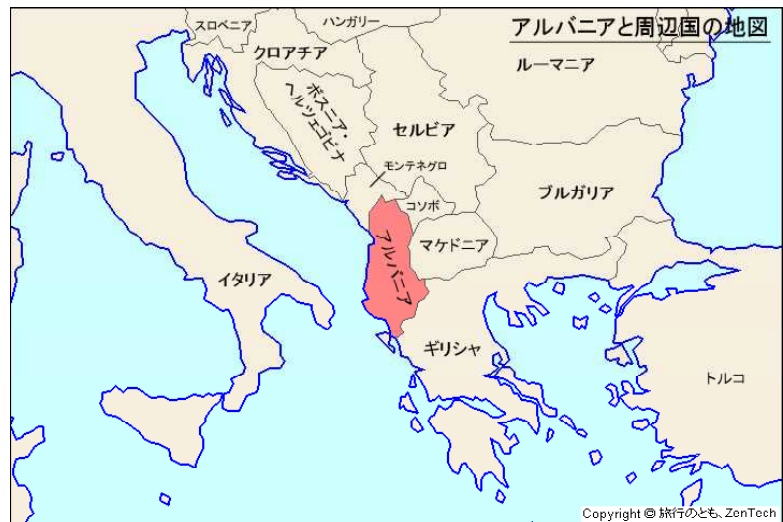 アルバニアと周辺国の地図
スロベニア
ハンガリー
クロアチア
ルーマニア
ボスニア・
ヘルツェゴビナ
セルビア
モンテネグロ
コソボ
ブルガリア
マケドニア
アルバニア
イタリア
ギリシャ
トルコ
Copyright © 旅行のとも、ZenTech